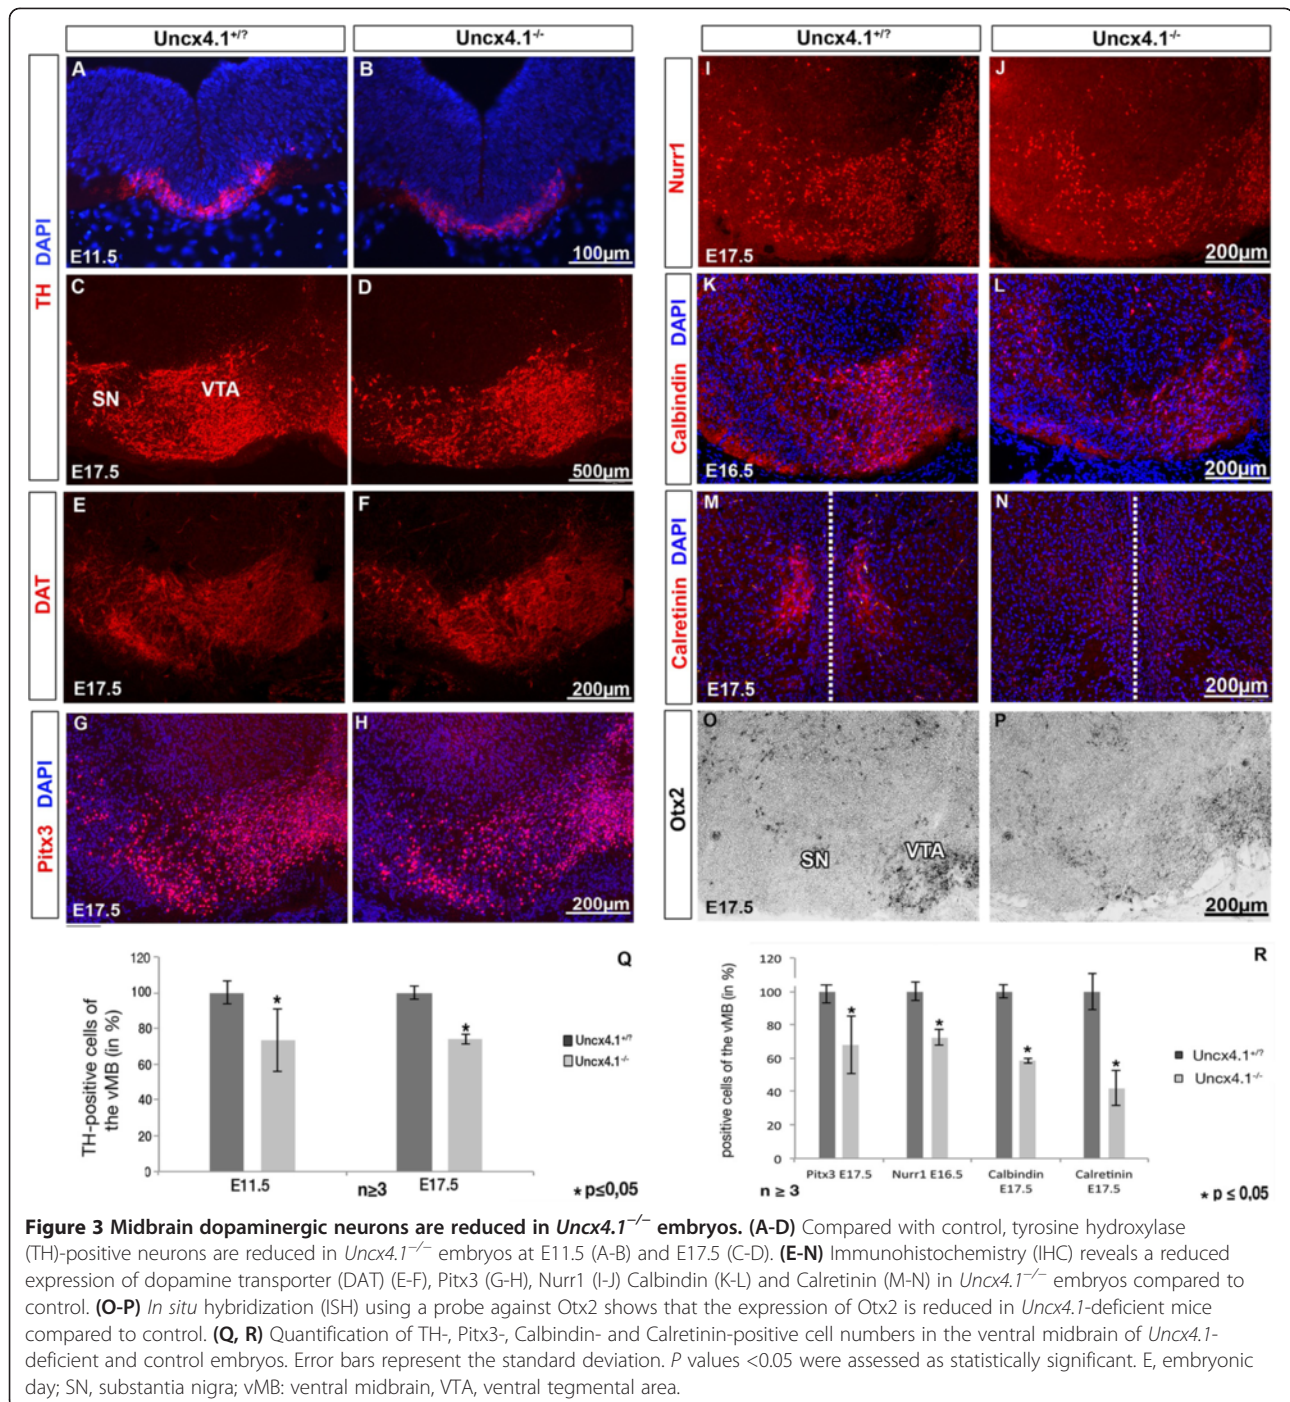 Uncx4.1+/?
Uncx4.1-/-
Uncx4.1+/?
Uncx4.1-/-
TH DAPI
A
E11.5
B
100µm
C
SN
VTA
E17.5
D
500µm
DAT
E
E17.5
F
200µm
Pitx3 DAPI
G
E17.5
H
200µm
Nurr1
I
E17.5
J
200µm
Calbindin DAPI
K
E16.5
L
200µm
Calretinin DAPI
M
E17.5
N
200µm
Otx2
O
SN
VTA
E17.5
P
200µm
Q
TH-positive cells of
the vMB (in %)
120
100
80
60
40
20
0
*
*
E11.5
n≥3
E17.5
Uncx4.1+/?
Uncx4.1-/-
* p≤0,05
R
positive cells of the vMB (in %)
120
100
80
60
40
20
0
*
*
*
*
Pitx3 E17.5
Nurr1 E16.5
Calbindin
E17.5
Calretinin
E17.5
n ≥ 3
Uncx4.1+/?
Uncx4.1-/-
* p ≤ 0,05
Figure 3 Midbrain dopaminergic neurons are reduced in Uncx4.1−/− embryos. (A-D) Compared with control, tyrosine hydroxylase
(TH)-positive neurons are reduced in Uncx4.1−/− embryos at E11.5 (A-B) and E17.5 (C-D). (E-N) Immunohistochemistry (IHC) reveals a reduced
expression of dopamine transporter (DAT) (E-F), Pitx3 (G-H), Nurr1 (I-J) Calbindin (K-L) and Calretinin (M-N) in Uncx4.1−/− embryos compared to
control. (O-P) In situ hybridization (ISH) using a probe against Otx2 shows that the expression of Otx2 is reduced in Uncx4.1-deficient mice
compared to control. (Q, R) Quantification of TH-, Pitx3-, Calbindin- and Calretinin-positive cell numbers in the ventral midbrain of Uncx4.1-
deficient and control embryos. Error bars represent the standard deviation. P values <0.05 were assessed as statistically significant. E, embryonic
day; SN, substantia nigra; vMB: ventral midbrain, VTA, ventral tegmental area.